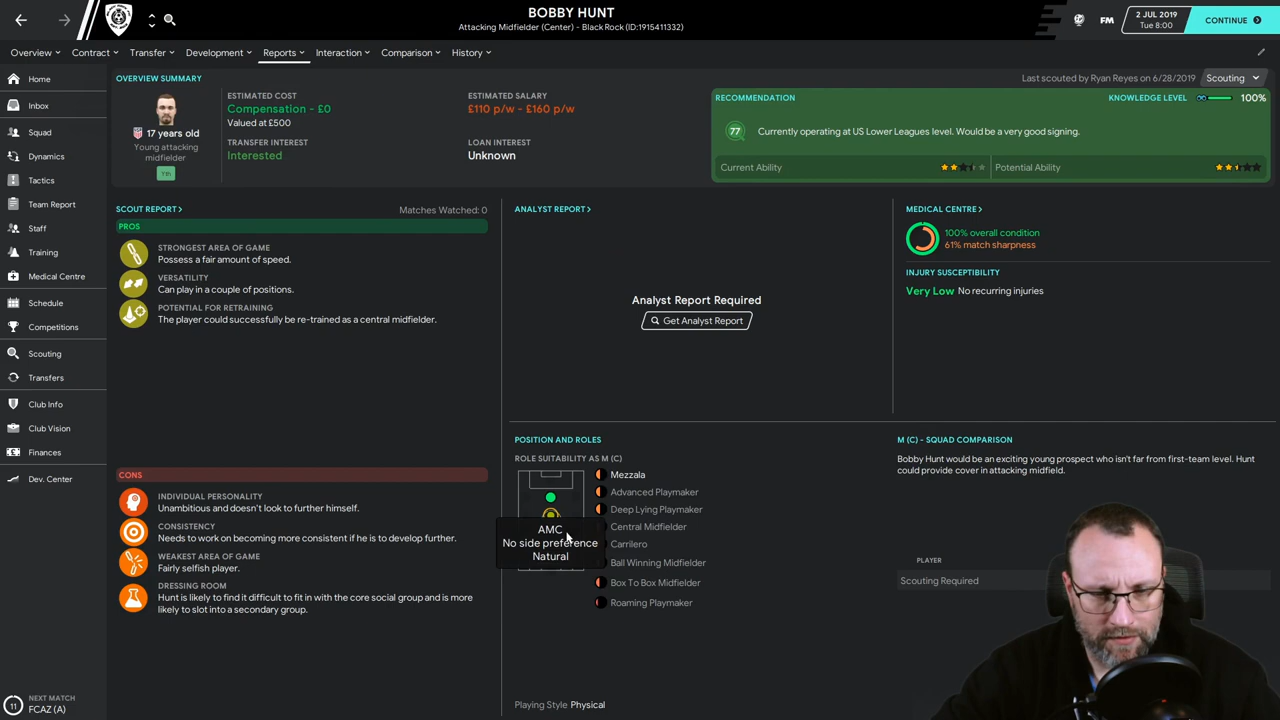 BOBBY HUNT
Attacking Midfielder (Center) - Black Rock (ID:1915411332)
FM
2 JUL 2019
Tue 8:00
CONTINUE
Overview
Contract
Transfer
Development
Reports
Interaction
Comparison
History
Home
Inbox
Squad
Dynamics
Tactics
Team Report
Staff
Training
Medical Centre
Schedule
Competitions
Scouting
Transfers
Club Info
Club Vision
Finances
Dev. Center
NEXT MATCH
11
FCAZ (A)
OVERVIEW SUMMARY
Last scouted by Ryan Reyes on 6/28/2019
Scouting
17 years old
Young attacking
midfielder
Yth
ESTIMATED COST
Compensation - £0
Valued at £500
TRANSFER INTEREST
Interested
ESTIMATED SALARY
£110 p/w - £160 p/w
LOAN INTEREST
Unknown
RECOMMENDATION
KNOWLEDGE LEVEL
100%
77
Currently operating at US Lower Leagues level. Would be a very good signing.
Current Ability
Potential Ability
SCOUT REPORT >
Matches Watched: 0
PROS
STRONGEST AREA OF GAME
Possess a fair amount of speed.
VERSATILITY
Can play in a couple of positions.
POTENTIAL FOR RETRAINING
The player could successfully be re-trained as a central midfielder.
CONS
INDIVIDUAL PERSONALITY
Unambitious and doesn't look to further himself.
CONSISTENCY
Needs to work on becoming more consistent if he is to develop further.
WEAKEST AREA OF GAME
Fairly selfish player.
DRESSING ROOM
Hunt is likely to find it difficult to fit in with the core social group and is more
likely to slot into a secondary group.
ANALYST REPORT >
Analyst Report Required
Get Analyst Report
MEDICAL CENTRE >
100% overall condition
61% match sharpness
INJURY SUSCEPTIBILITY
Very Low No recurring injuries
POSITION AND ROLES
ROLE SUITABILITY AS M (C)
Mezzala
Advanced Playmaker
Deep Lying Playmaker
Central Midfielder
Carrilero
Ball Winning Midfielder
Box To Box Midfielder
Roaming Playmaker
AMC
No side preference
Natural
Playing Style Physical
M (C) - SQUAD COMPARISON
Bobby Hunt would be an exciting young prospect who isn't far from first-team level. Hunt
could provide cover in attacking midfield.
PLAYER
Scouting Required